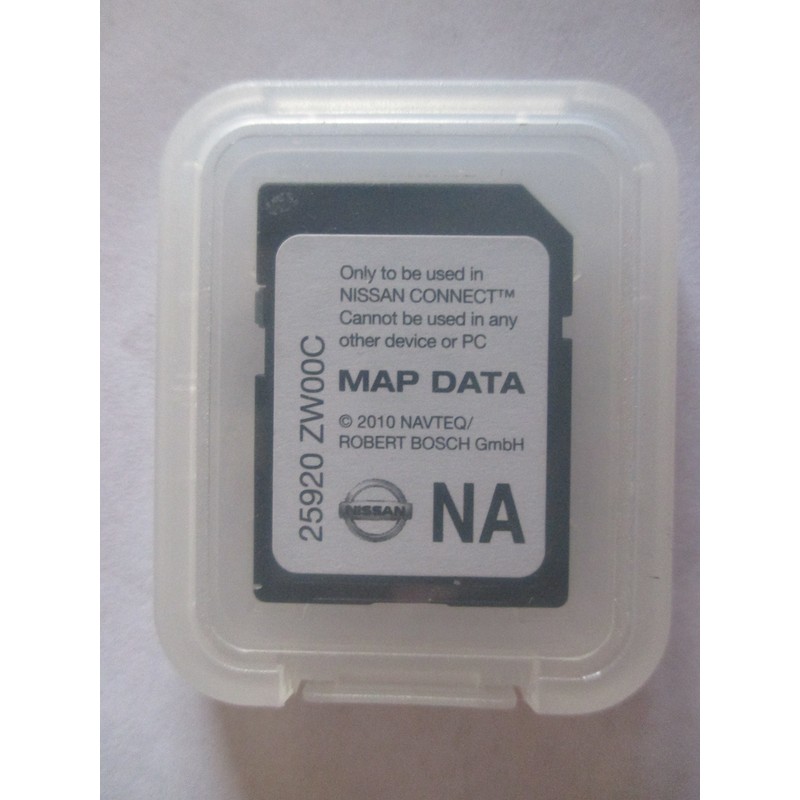 Only to be used in
NISSAN CONNECT™
Cannot be used in any
other device or PC
MAP DATA
© 2010 NAVTEQ/
ROBERT BOSCH GmbH
NISSAN
NA
25920 ZW00C